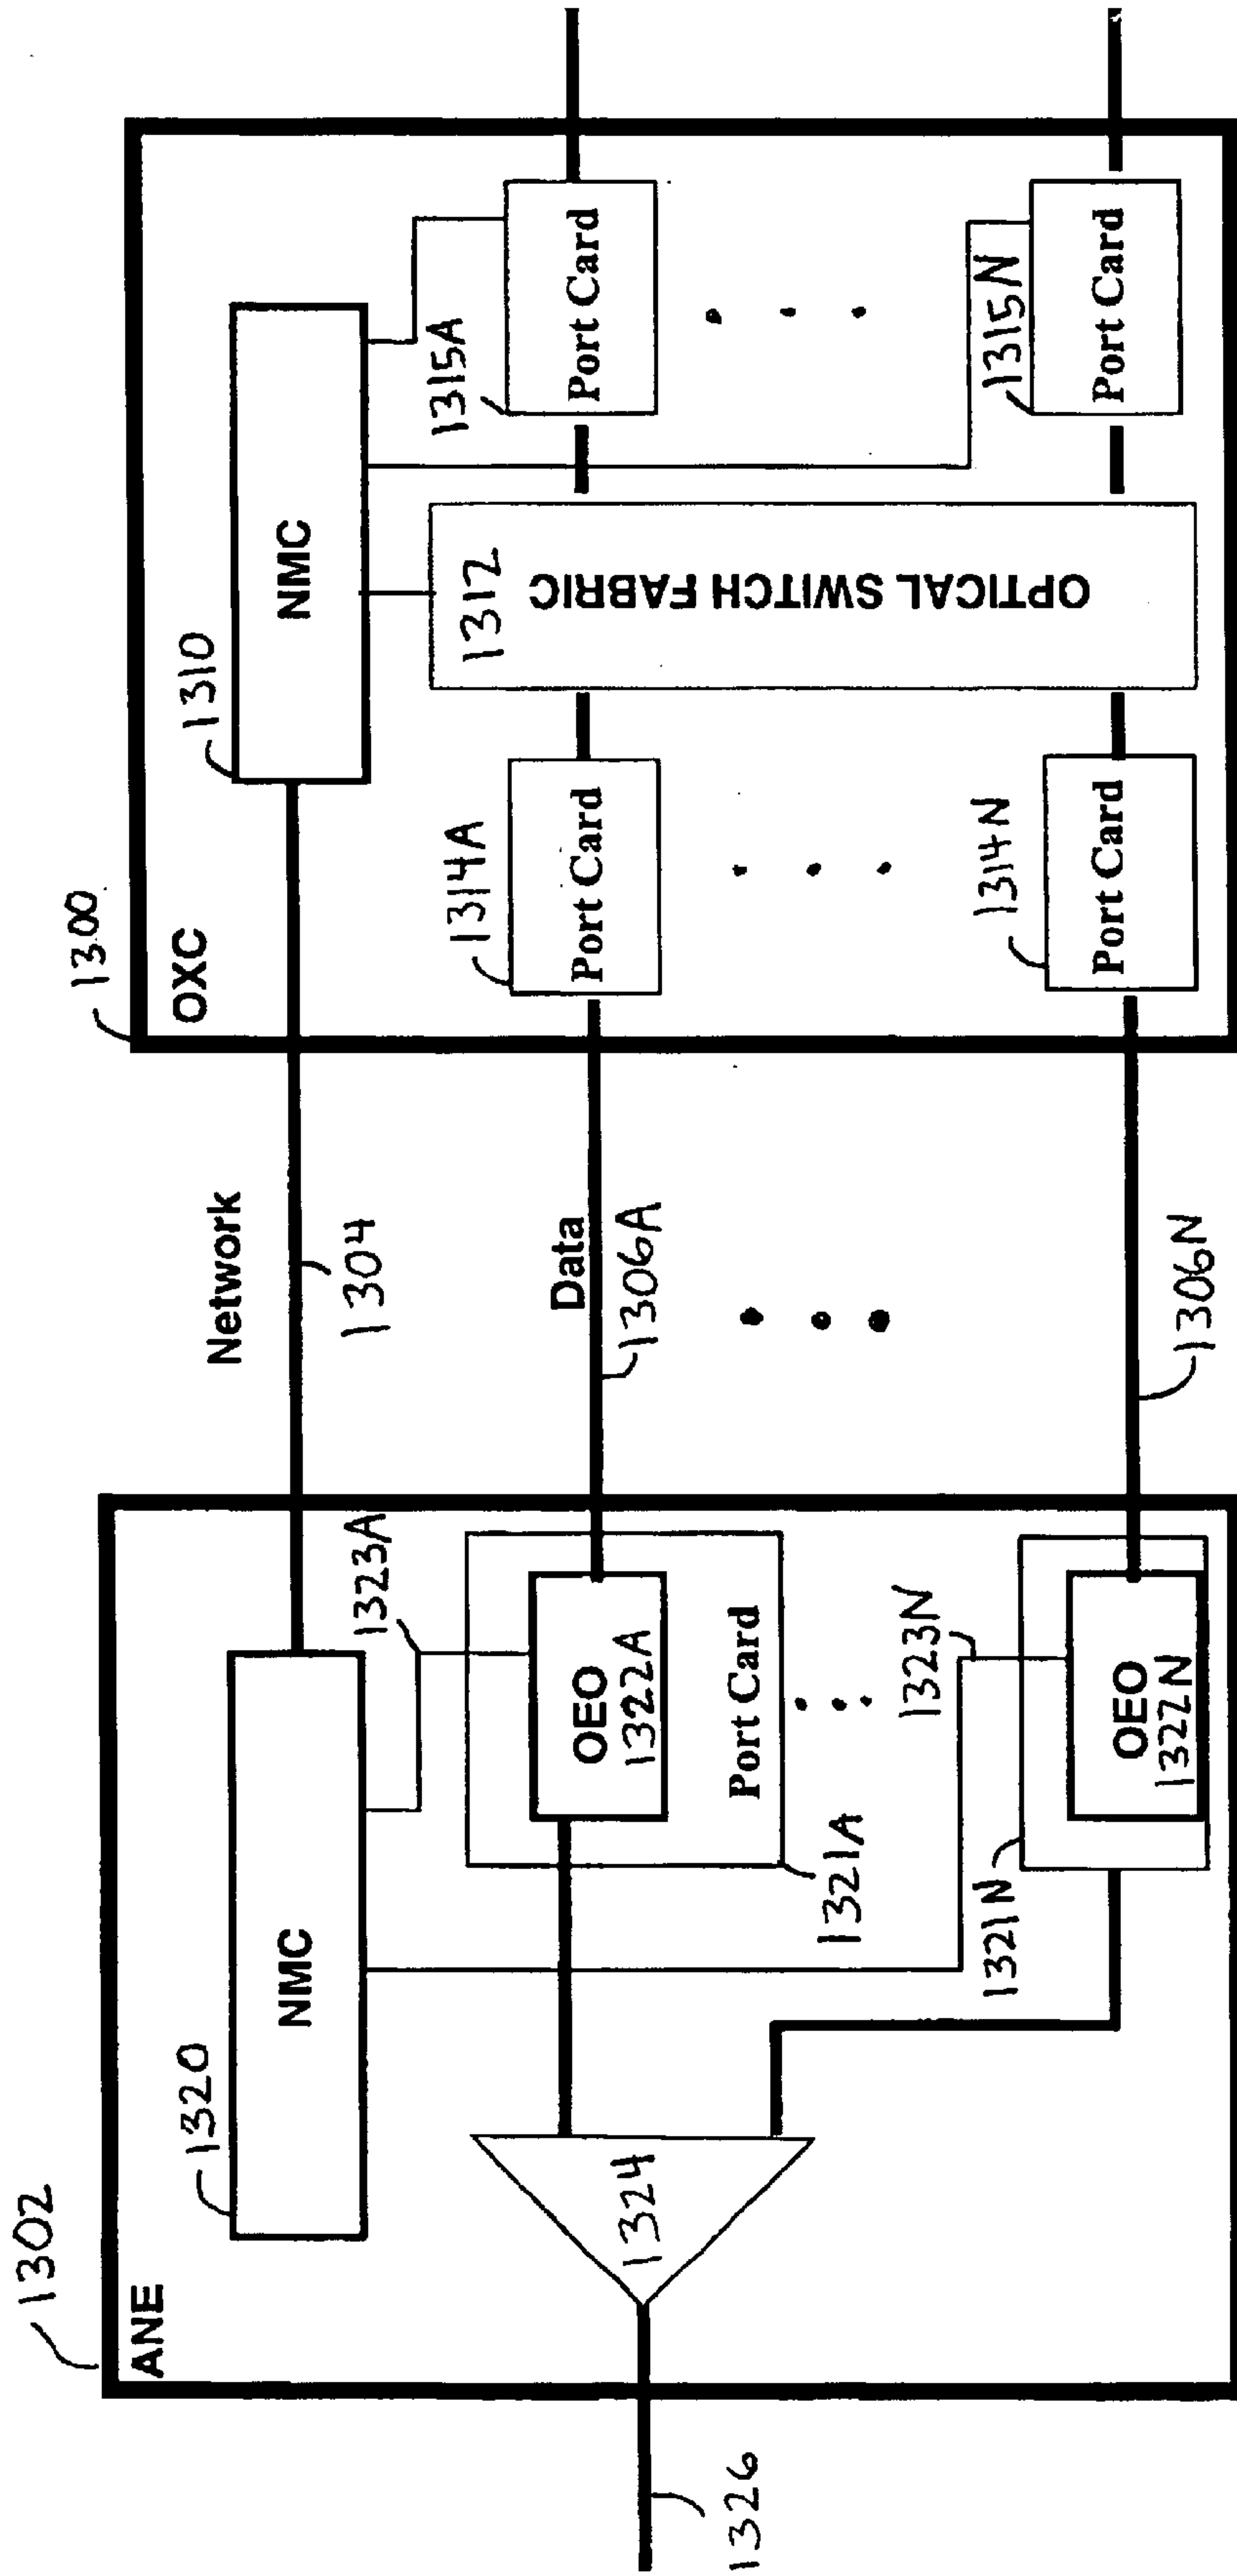 1302
ANE
1320
NMC
1323A
OEO
1322A
Port Card
1321A
1324
1323N
1321N
OEO
1322N
1326
Network
1304
Data
1306A
1306N
1300
OXC
1310
NMC
1312
OPTICAL SWITCH FABRIC
1314A
Port Card
1314N
Port Card
1315A
Port Card
1315N
Port Card